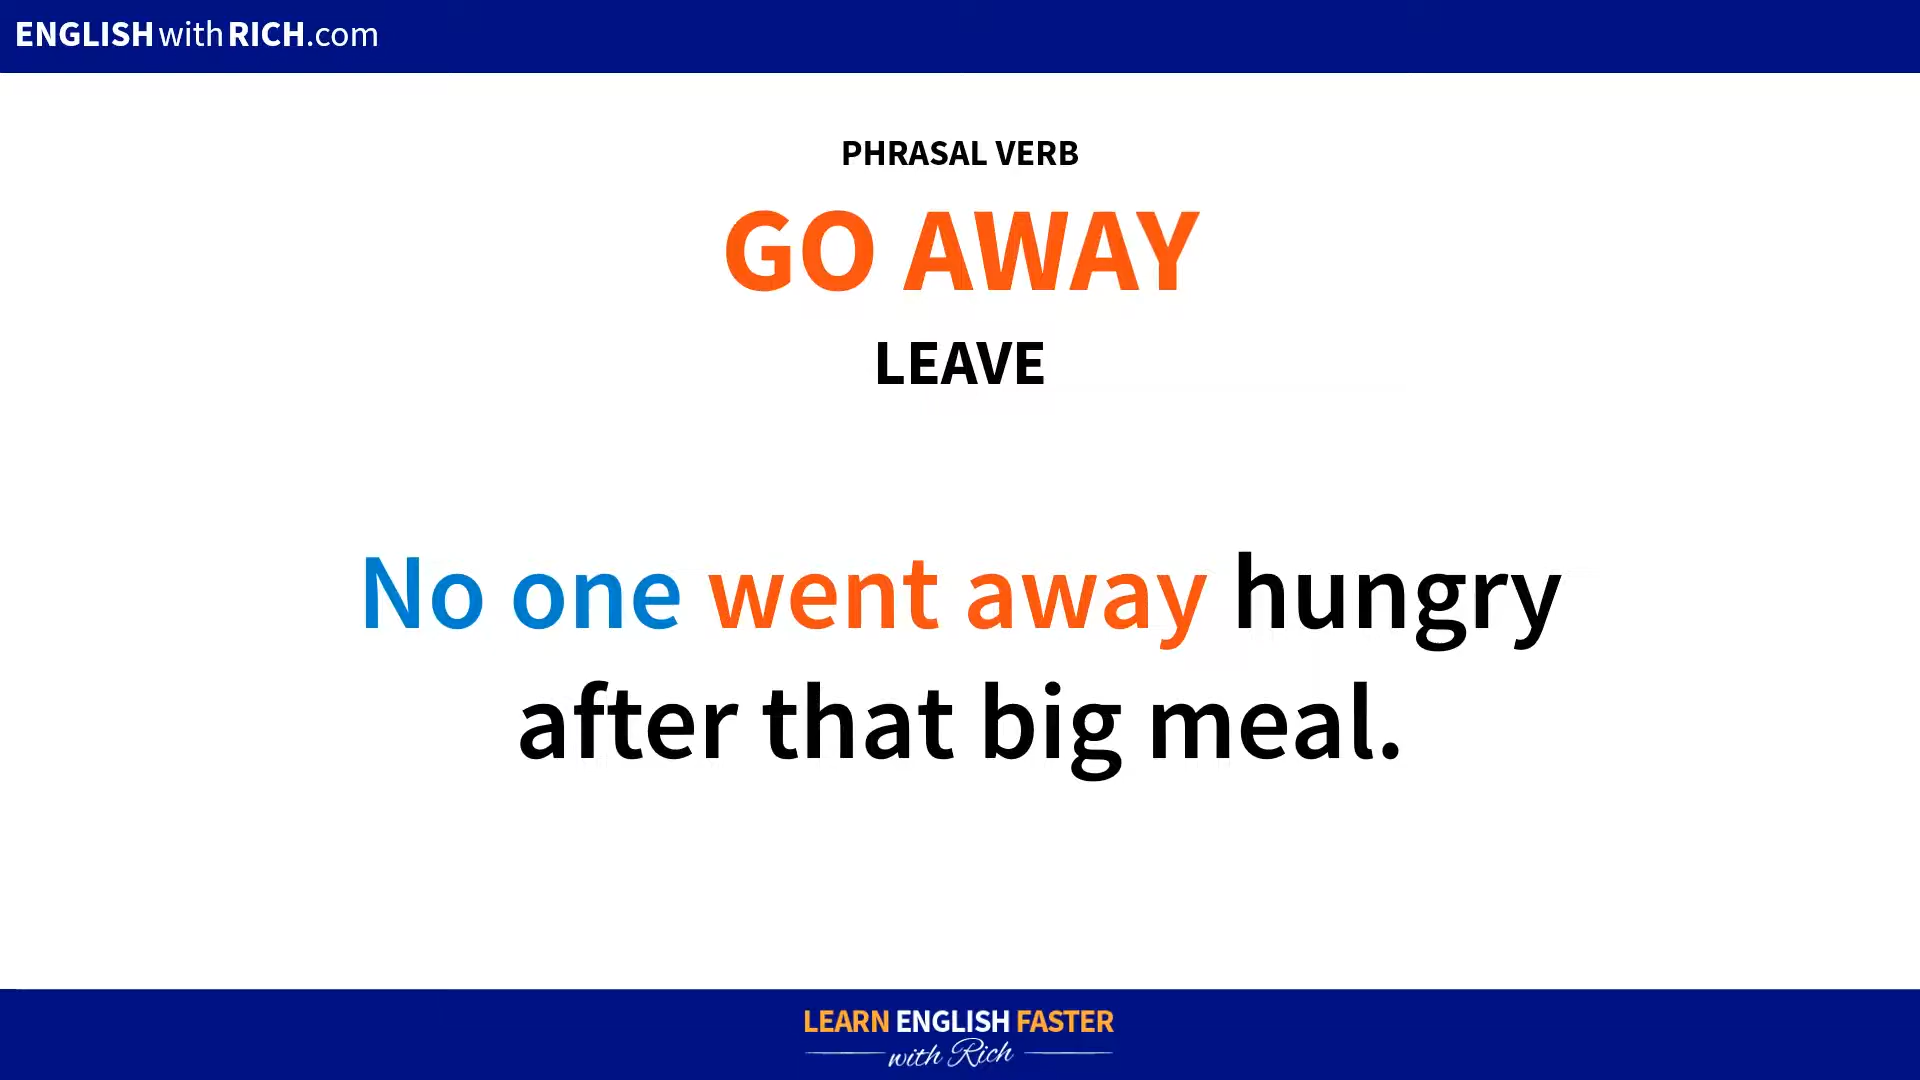 ENGLISH with RICH.com
PHRASAL VERB
GO AWAY
LEAVE
No one went away hungry
after that big meal.
LEARN ENGLISH FASTER
with Rich